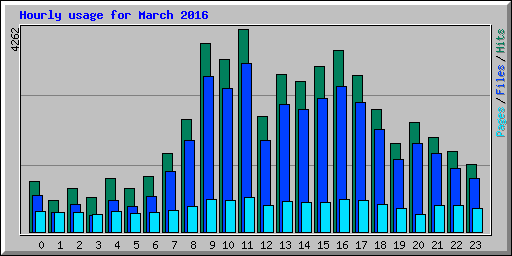 Hourly usage for March 2016
4262
Pages/Files/Hits
0 1 2 3 4 5 6 7 8 9 10 11 12 13 14 15 16 17 18 19 20 21 22 23